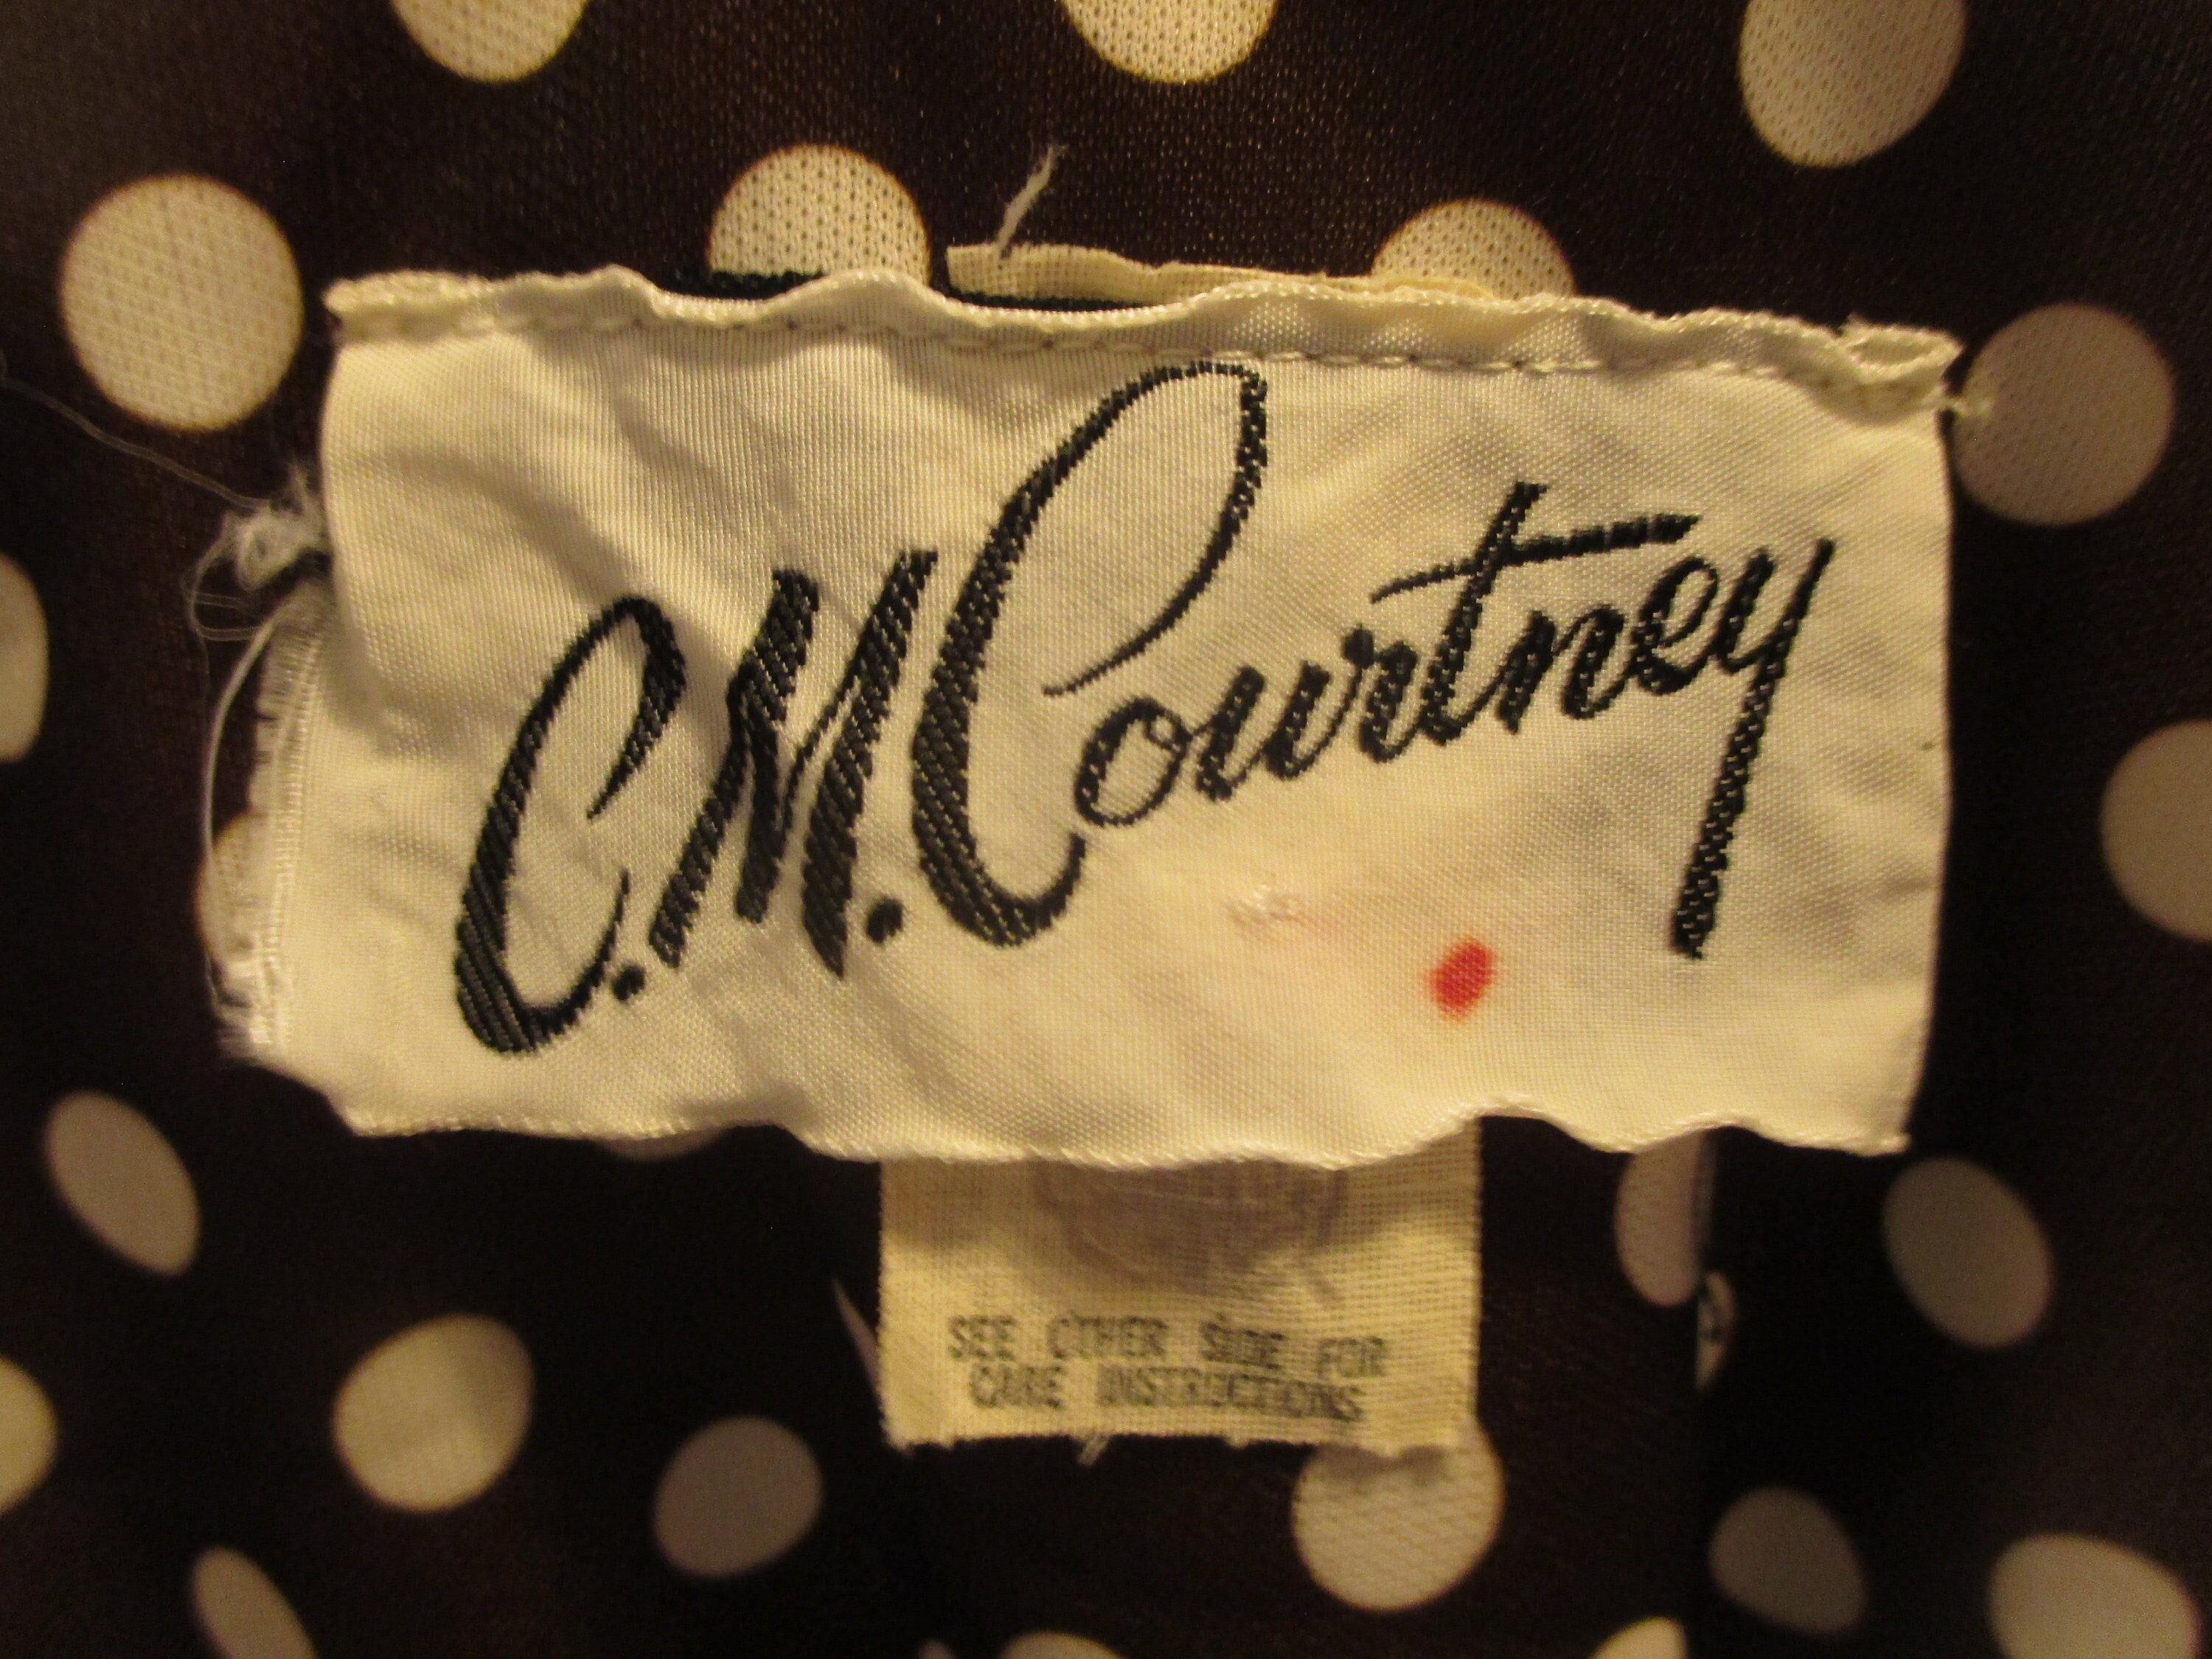 C.M.Courtney
SEE OTHER SIDE FOR
CARE INSTRUCTIONS